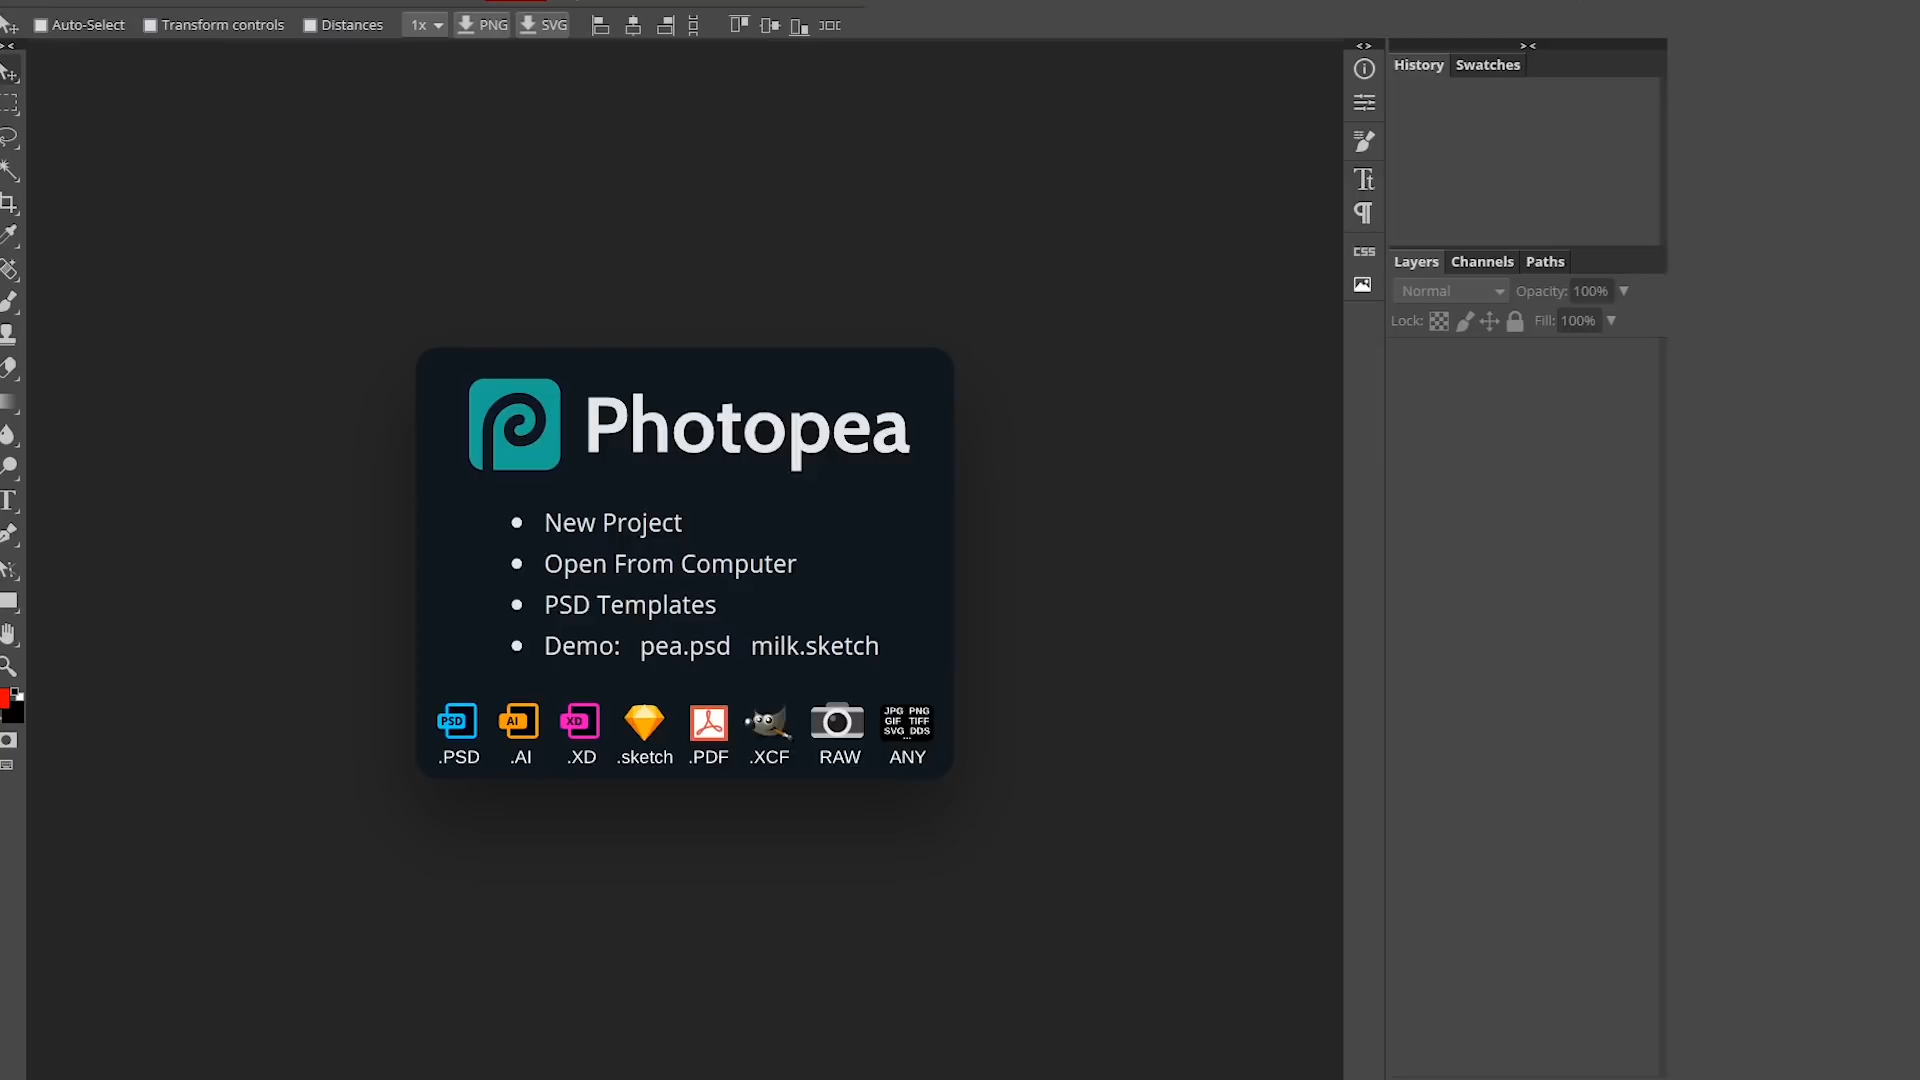 Auto-Select Transform controls Distances 1x PNG SVG
History Swatches
CSS
Layers Channels Paths
Normal Opacity: 100%
Lock: Fill: 100%
Photopea
New Project
Open From Computer
PSD Templates
Demo: pea.psd milk.sketch
PSD AI XD JPG PNG
GIF TIFF
SVG DDS
...
.PSD .AI .XD .sketch .PDF .XCF RAW ANY